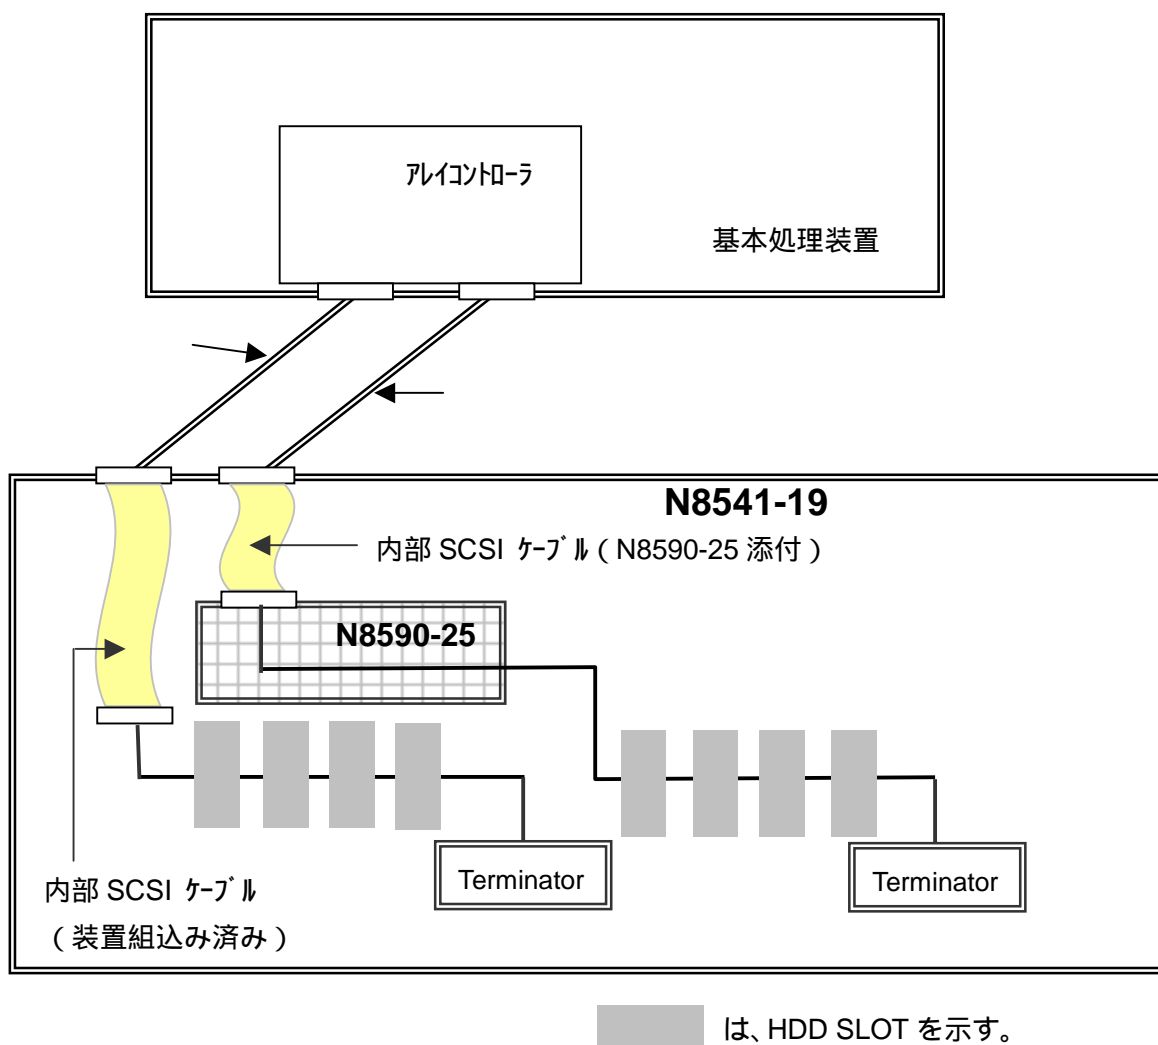 ｱﾚｲｺﾝﾄﾛｰﾗ
基本処理装置
N8541-19
内部 SCSI ｹｰﾌﾞﾙ（N8590-25 添付）
N8590-25
Terminator
Terminator
内部 SCSI ｹｰﾌﾞﾙ
（装置組込み済み）
は、HDD SLOT を示す。